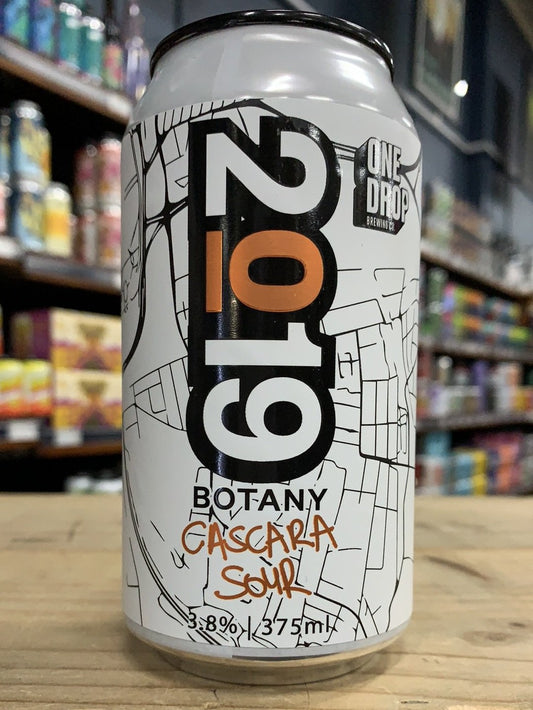 2019
ONE
DROP
BREWING CO.
BOTANY
CASCARA
SOUR
3.8% | 375ml